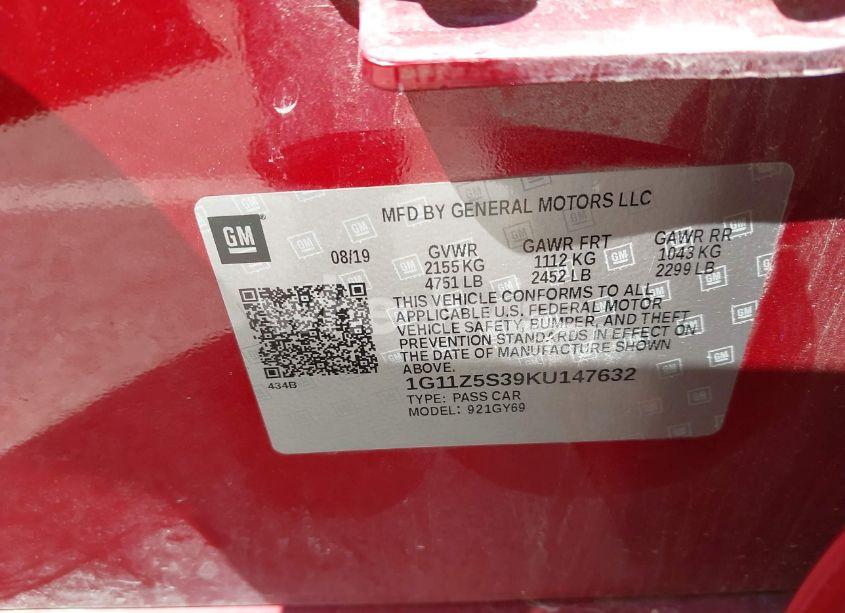 MFD BY GENERAL MOTORS LLC
GM
08/19 GVWR GAWR FRT GAWR RR
2155 KG 1112 KG 1043 KG
4751 LB 2452 LB 2299 LB
THIS VEHICLE CONFORMS TO ALL
APPLICABLE U.S. FEDERAL MOTOR
VEHICLE SAFETY, BUMPER, AND THEFT
PREVENTION STANDARDS IN EFFECT ON
THE DATE OF MANUFACTURE SHOWN
ABOVE.
434B
1G11Z5S39KU147632
TYPE: PASS CAR
MODEL: 921GY69